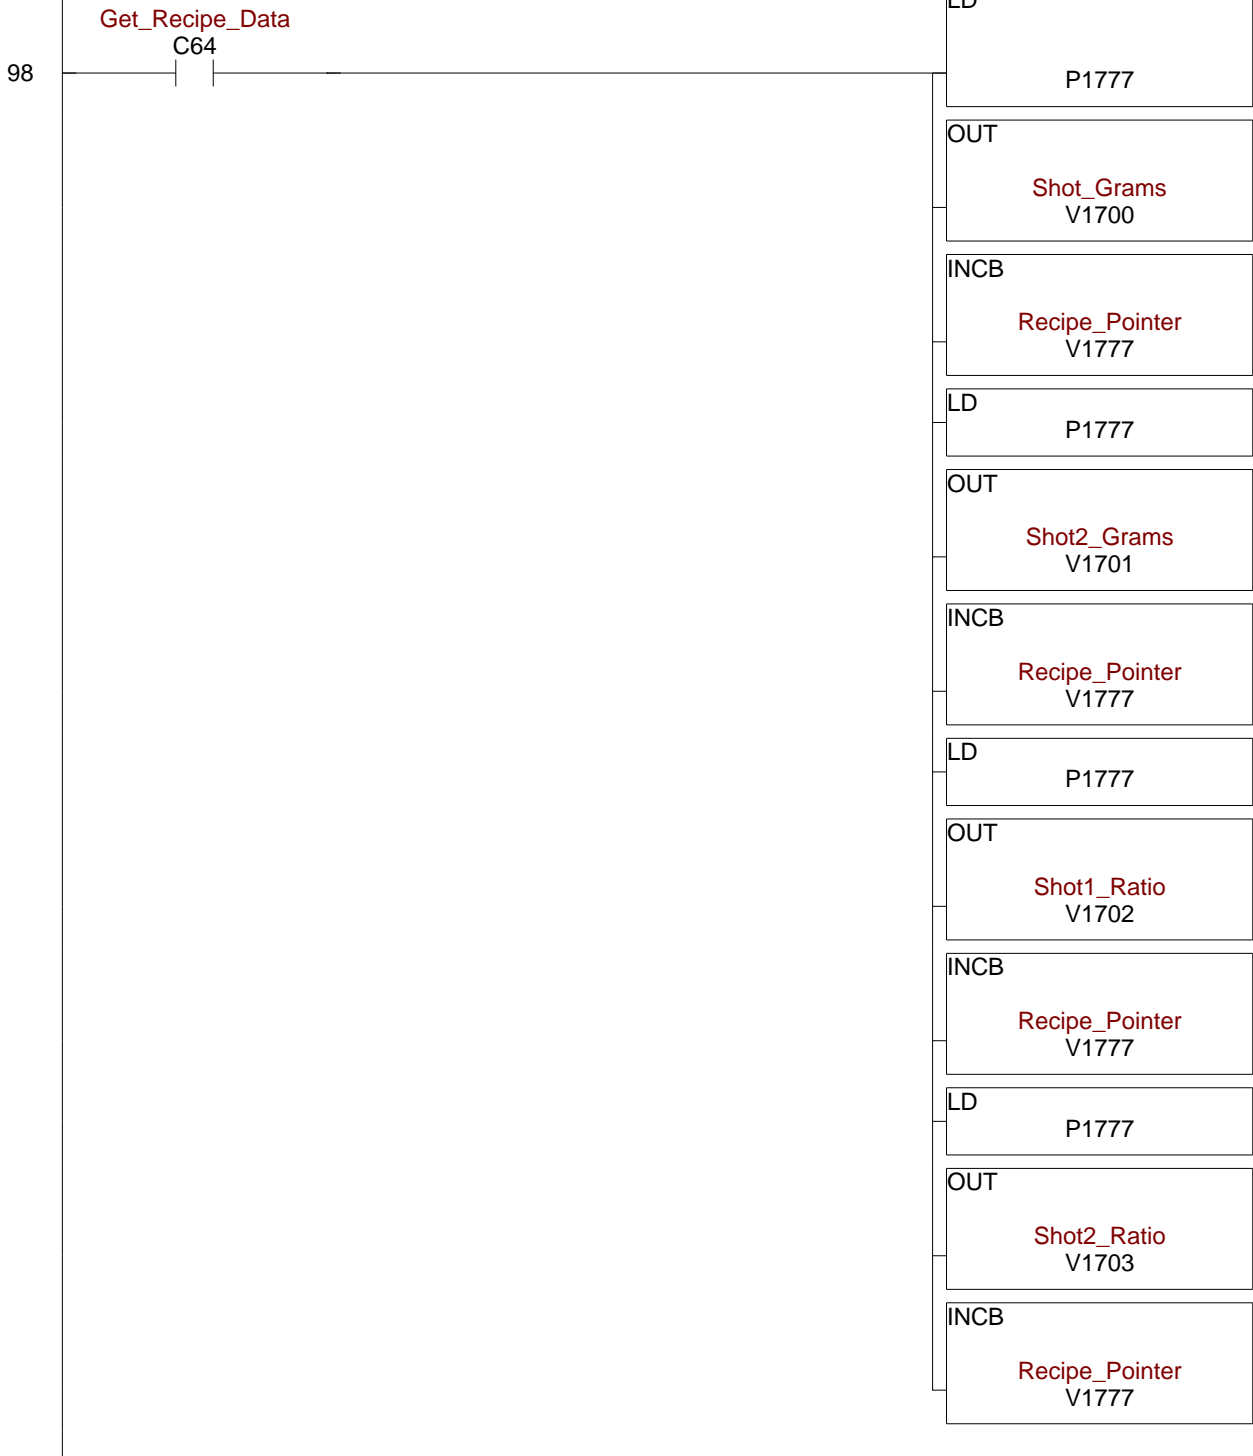 LD
Get_Recipe_Data
C64
98
P1777
OUT
Shot_Grams
V1700
INCB
Recipe_Pointer
V1777
LD
P1777
OUT
Shot2_Grams
V1701
INCB
Recipe_Pointer
V1777
LD
P1777
OUT
Shot1_Ratio
V1702
INCB
Recipe_Pointer
V1777
LD
P1777
OUT
Shot2_Ratio
V1703
INCB
Recipe_Pointer
V1777